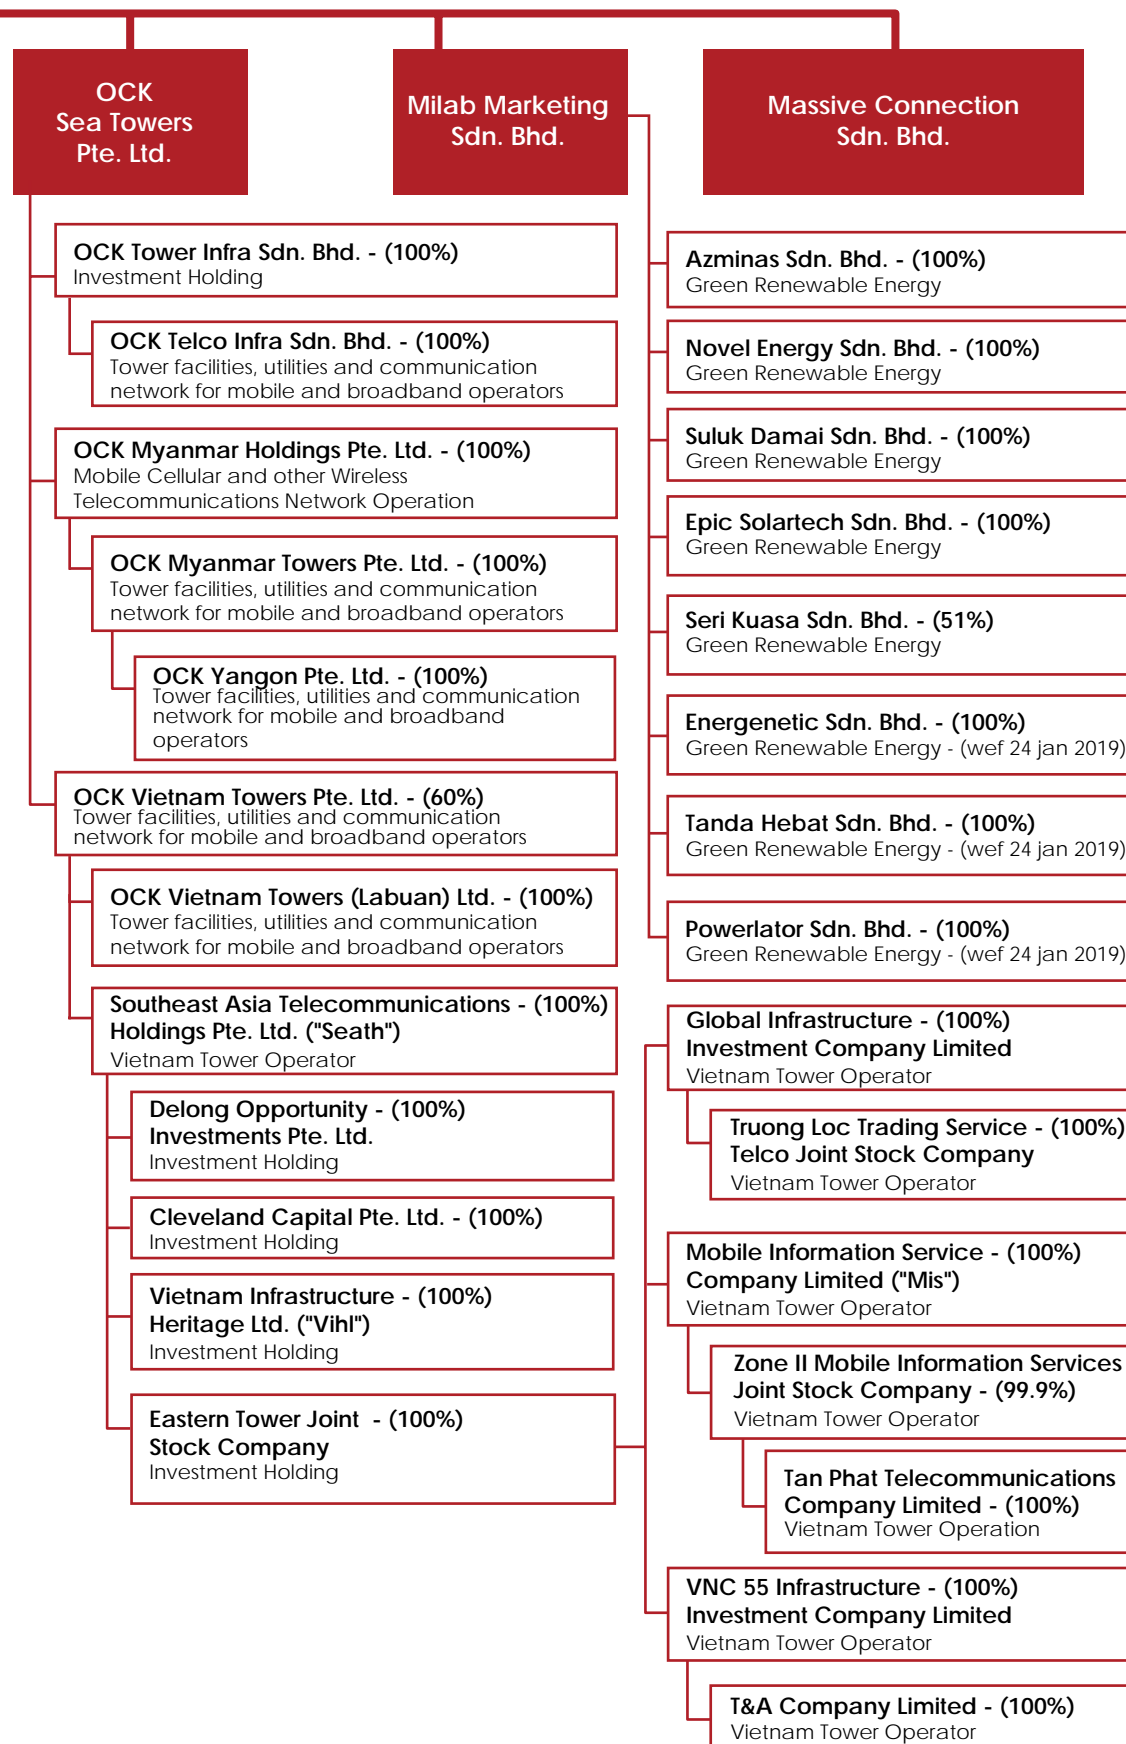 OCK
Sea Towers
Pte. Ltd.
Milab Marketing
Sdn. Bhd.
Massive Connection
Sdn. Bhd.
OCK Tower Infra Sdn. Bhd. - (100%)
Investment Holding
OCK Telco Infra Sdn. Bhd. - (100%)
Tower facilities, utilities and communication
network for mobile and broadband operators
OCK Myanmar Holdings Pte. Ltd. - (100%)
Mobile Cellular and other Wireless
Telecommunications Network Operation
OCK Myanmar Towers Pte. Ltd. - (100%)
Tower facilities, utilities and communication
network for mobile and broadband operators
OCK Yangon Pte. Ltd. - (100%)
Tower facilities, utilities and communication
network for mobile and broadband
operators
OCK Vietnam Towers Pte. Ltd. - (60%)
Tower facilities, utilities and communication
network for mobile and broadband operators
OCK Vietnam Towers (Labuan) Ltd. - (100%)
Tower facilities, utilities and communication
network for mobile and broadband operators
Southeast Asia Telecommunications - (100%)
Holdings Pte. Ltd. ("Seath")
Vietnam Tower Operator
Delong Opportunity - (100%)
Investments Pte. Ltd.
Investment Holding
Cleveland Capital Pte. Ltd. - (100%)
Investment Holding
Vietnam Infrastructure - (100%)
Heritage Ltd. ("Vihl")
Investment Holding
Eastern Tower Joint - (100%)
Stock Company
Investment Holding
Azminas Sdn. Bhd. - (100%)
Green Renewable Energy
Novel Energy Sdn. Bhd. - (100%)
Green Renewable Energy
Suluk Damai Sdn. Bhd. - (100%)
Green Renewable Energy
Epic Solartech Sdn. Bhd. - (100%)
Green Renewable Energy
Seri Kuasa Sdn. Bhd. - (51%)
Green Renewable Energy
Energenetic Sdn. Bhd. - (100%)
Green Renewable Energy - (wef 24 jan 2019)
Tanda Hebat Sdn. Bhd. - (100%)
Green Renewable Energy - (wef 24 jan 2019)
Powerlator Sdn. Bhd. - (100%)
Green Renewable Energy - (wef 24 jan 2019)
Global Infrastructure - (100%)
Investment Company Limited
Vietnam Tower Operator
Truong Loc Trading Service - (100%)
Telco Joint Stock Company
Vietnam Tower Operator
Mobile Information Service - (100%)
Company Limited ("Mis")
Vietnam Tower Operator
Zone II Mobile Information Services
Joint Stock Company - (99.9%)
Vietnam Tower Operator
Tan Phat Telecommunications
Company Limited - (100%)
Vietnam Tower Operation
VNC 55 Infrastructure - (100%)
Investment Company Limited
Vietnam Tower Operator
T&A Company Limited - (100%)
Vietnam Tower Operator